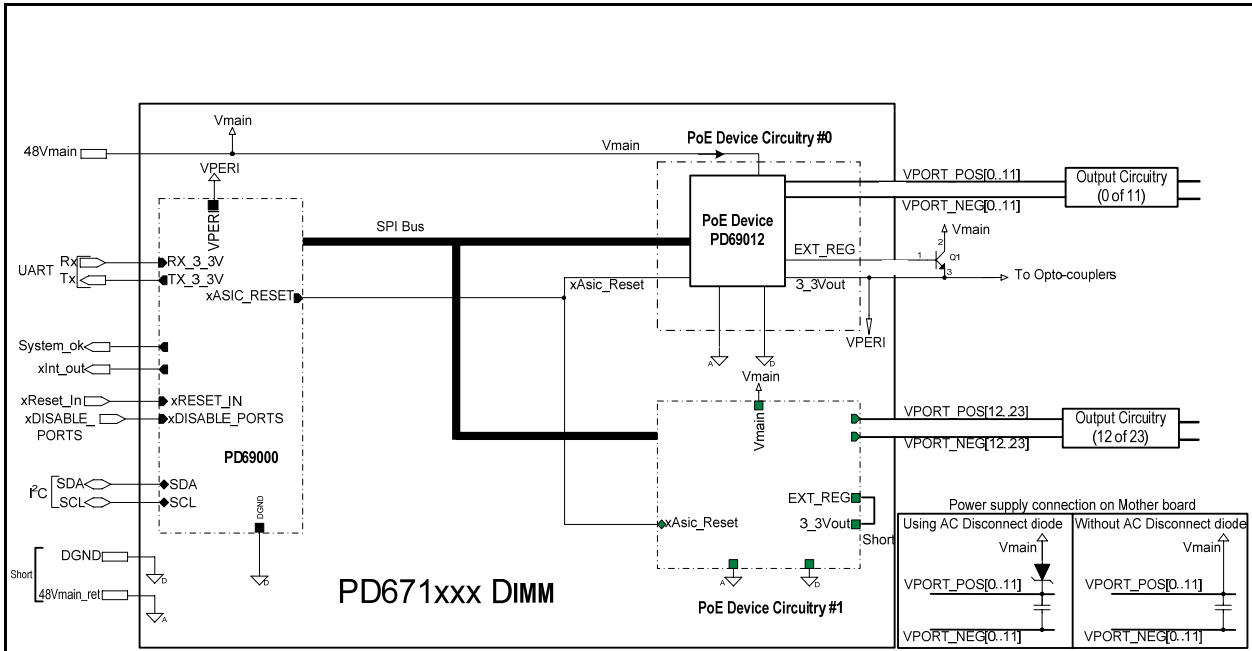 Vmain
48Vmain
Vmain
PoE Device Circuitry #0
VPERI
VPERI
SPI Bus
PoE Device
PD69012
VPORT_POS[0..11]
VPORT_NEG[0..11]
Output Circuitry
(0 of 11)
UART
Rx
Tx
RX_3_3V
TX_3_3V
xASIC_RESET
xAsic_Reset
EXT_REG
Vmain
1
2
3
Q1
3_3Vout
To Opto-couplers
VPERI
A
D
System_ok
xInt_out
xReset_In
xRESET_IN
xDISABLE_
PORTS
xDISABLE_PORTS
PD69000
I²C
SDA
SCL
SDA
SCL
DGND
D
Vmain
Vmain
VPORT_POS[12..23]
VPORT_NEG[12..23]
Output Circuitry
(12 of 23)
EXT_REG
3_3Vout
Short
xAsic_Reset
A
D
PoE Device Circuitry #1
Short
DGND
D
48Vmain_ret
A
PD671xxx DIMM
Power supply connection on Mother board
Using AC Disconnect diode
Without AC Disconnect diode
Vmain
VPORT_POS[0..11]
VPORT_NEG[0..11]
Vmain
VPORT_POS[0..11]
VPORT_NEG[0..11]